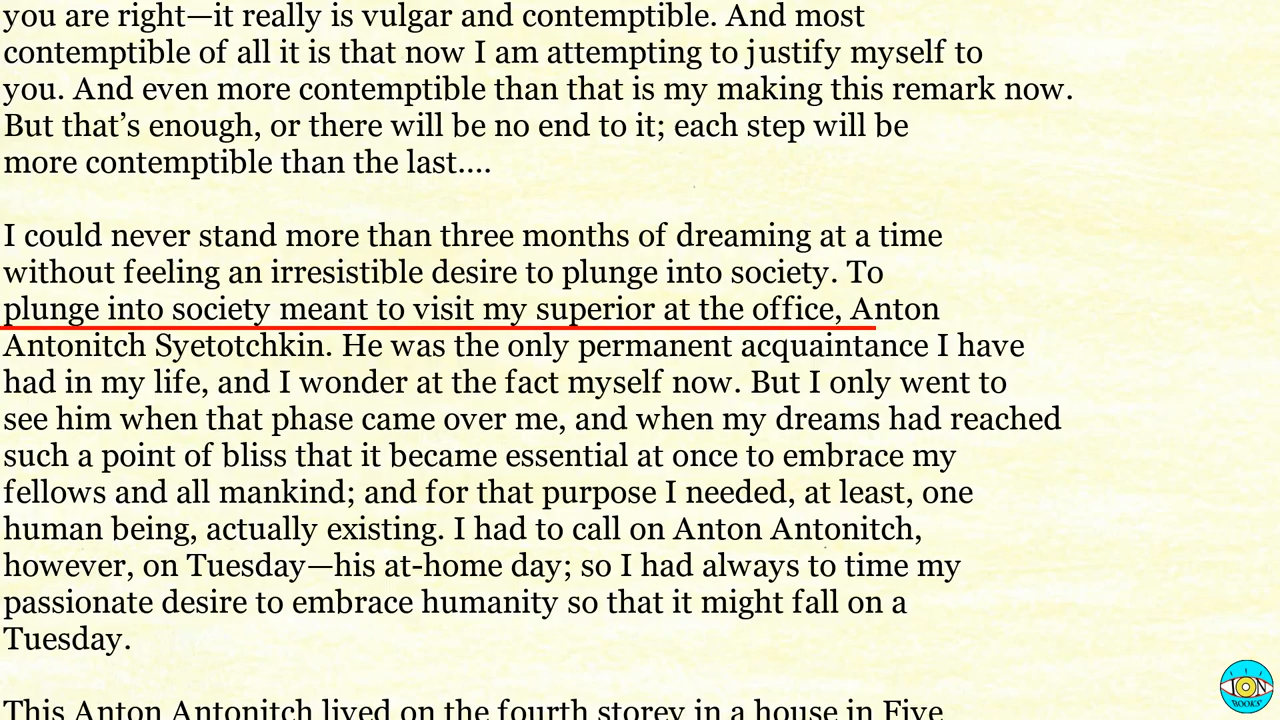 you are right—it really is vulgar and contemptible. And most
contemptible of all it is that now I am attempting to justify myself to
you. And even more contemptible than that is my making this remark now.
But that’s enough, or there will be no end to it; each step will be
more contemptible than the last....
I could never stand more than three months of dreaming at a time
without feeling an irresistible desire to plunge into society. To
plunge into society meant to visit my superior at the office, Anton
Antonitch Syetotchkin. He was the only permanent acquaintance I have
had in my life, and I wonder at the fact myself now. But I only went to
see him when that phase came over me, and when my dreams had reached
such a point of bliss that it became essential at once to embrace my
fellows and all mankind; and for that purpose I needed, at least, one
human being, actually existing. I had to call on Anton Antonitch,
however, on Tuesday—his at-home day; so I had always to time my
passionate desire to embrace humanity so that it might fall on a
Tuesday.
This Anton Antonitch lived on the fourth storey in a house in Five
ION
BOOKS